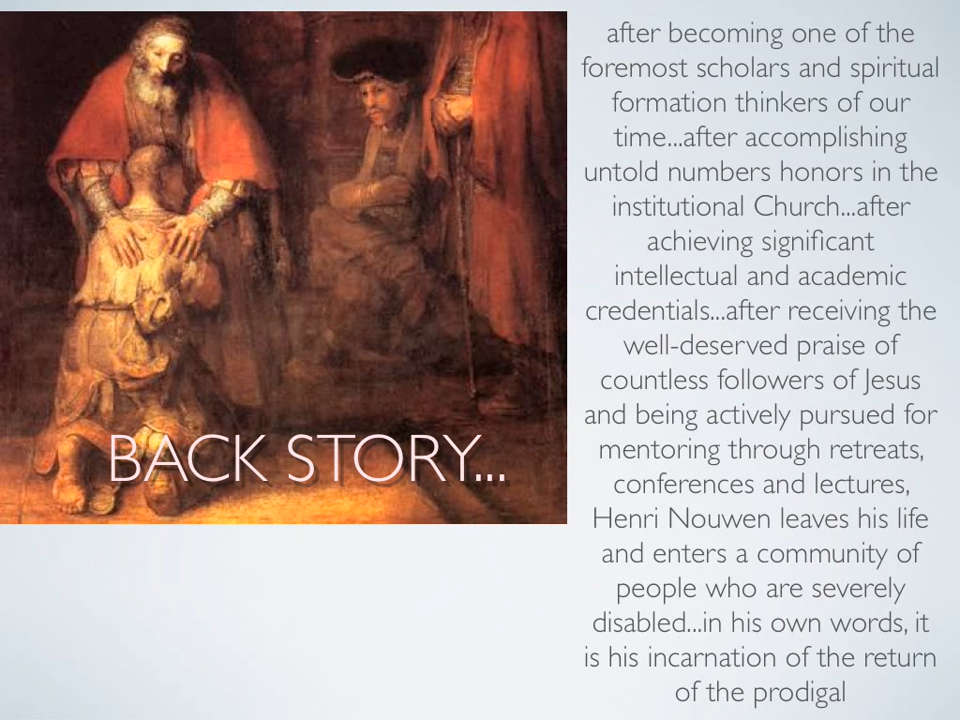 BACK STORY...
after becoming one of the
foremost scholars and spiritual
formation thinkers of our
time...after accomplishing
untold numbers honors in the
institutional Church...after
achieving significant
intellectual and academic
credentials...after receiving the
well-deserved praise of
countless followers of Jesus
and being actively pursued for
mentoring through retreats,
conferences and lectures,
Henri Nouwen leaves his life
and enters a community of
people who are severely
disabled...in his own words, it
is his incarnation of the return
of the prodigal